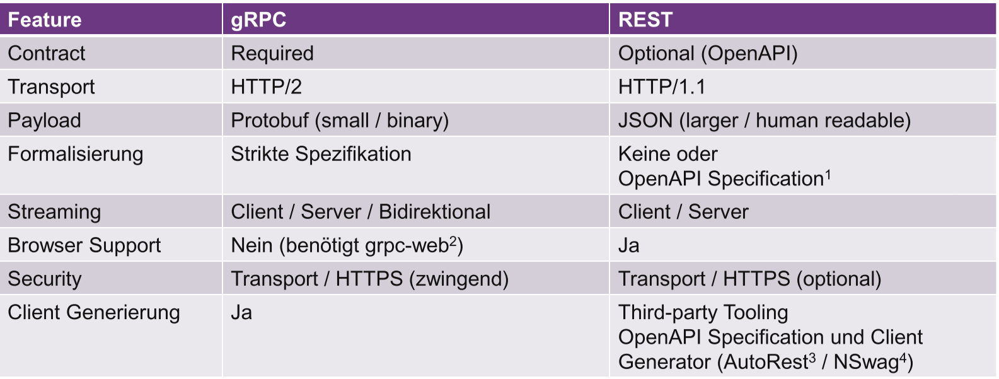 Feature gRPC REST
Contract Required Optional (OpenAPI)
Transport HTTP/2 HTTP/1.1
Payload Protobuf (small / binary) JSON (larger / human readable)
Formalisierung Strikte Spezifikation Keine oder
OpenAPI Specification¹
Streaming Client / Server / Bidirektional Client / Server
Browser Support Nein (benötigt grpc-web²) Ja
Security Transport / HTTPS (zwingend) Transport / HTTPS (optional)
Client Generierung Ja Third-party Tooling
OpenAPI Specification und Client
Generator (AutoRest³ / NSwag⁴)